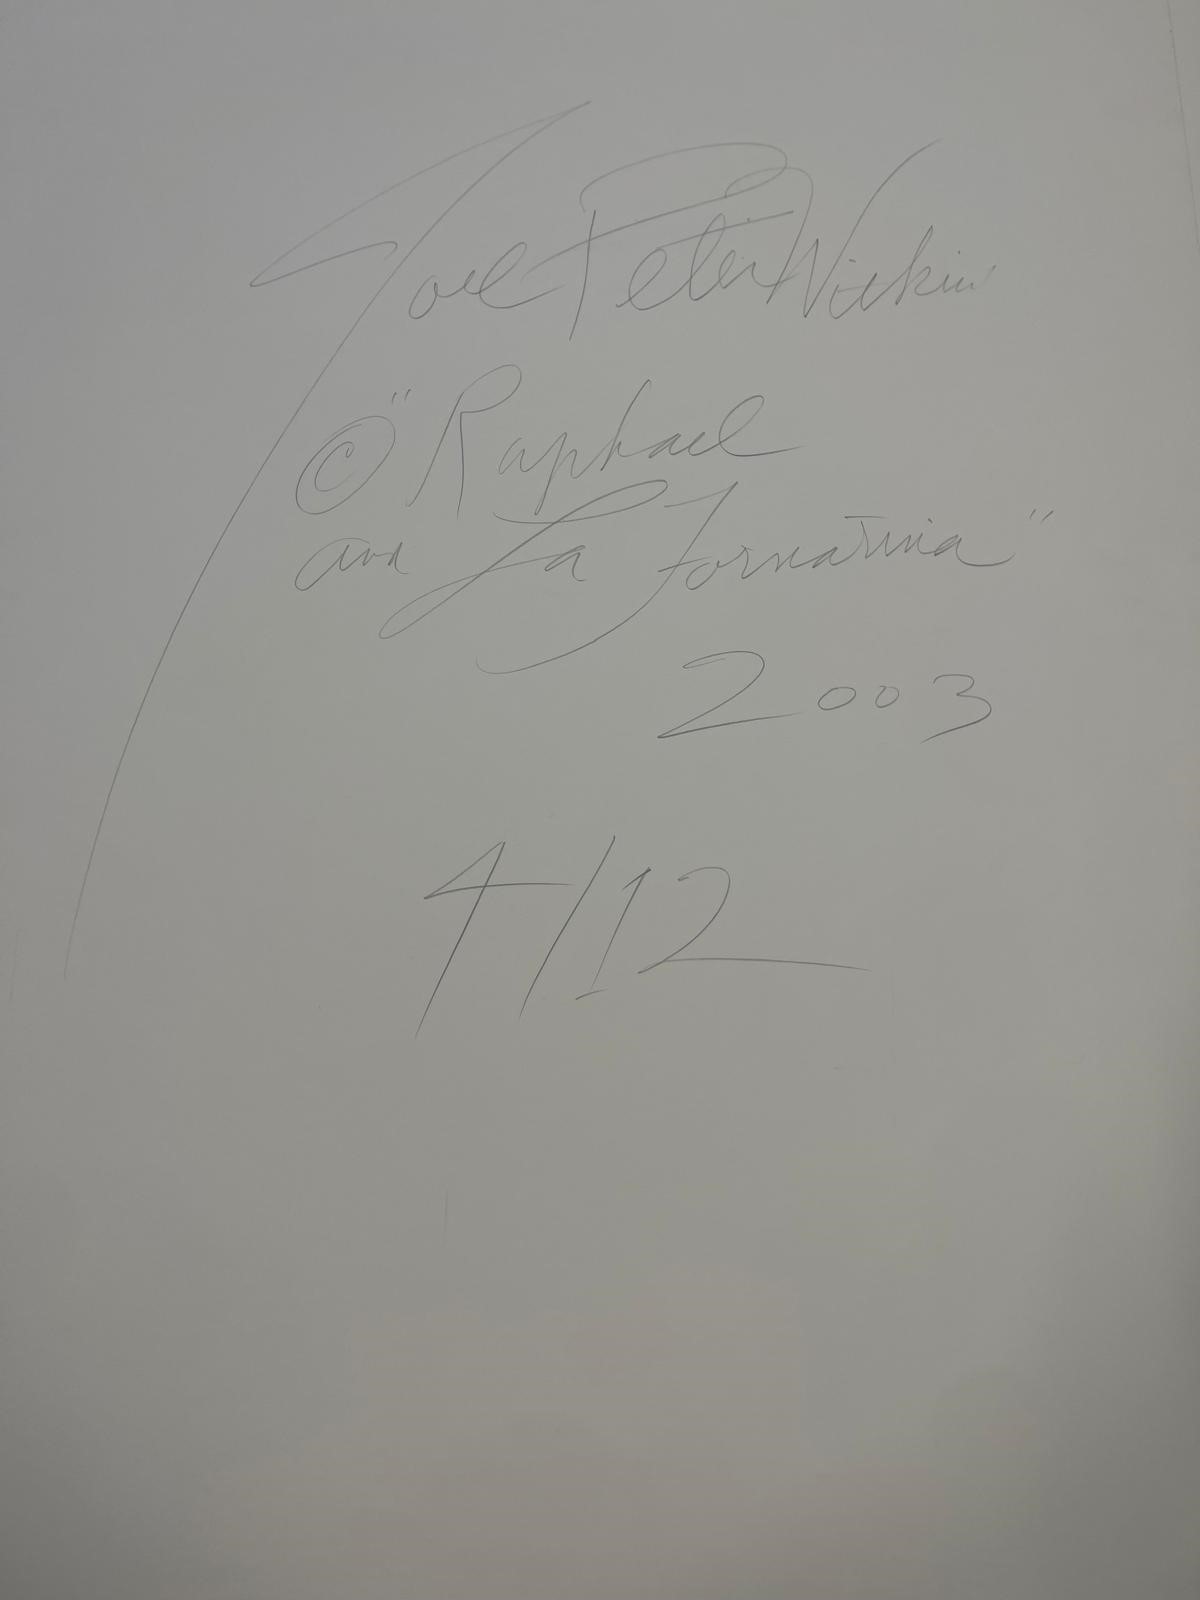 Joel Peter Witkin
© "Raphael
and La Fornarina"
2003
4/12